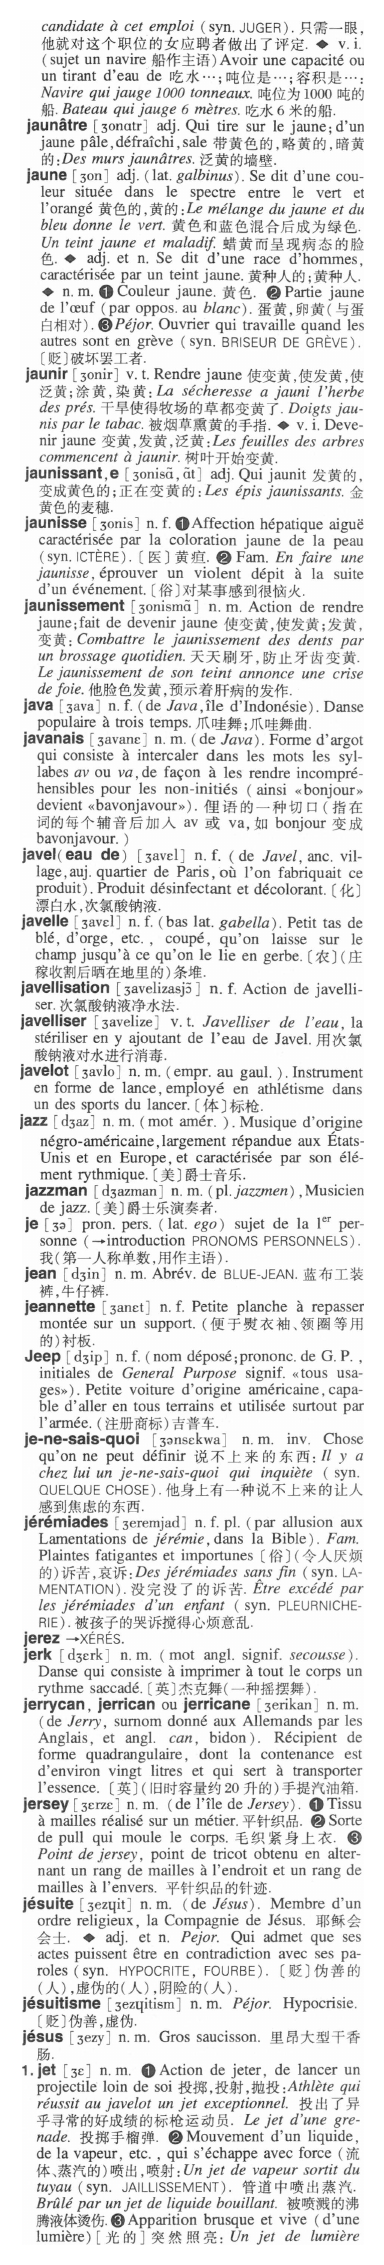 candidate à cet emploi (syn. JUGER). 只需一眼,
他就对这个职位的女应聘者做出了评定. ◆ v. i.
(sujet un navire 船作主语) Avoir une capacité ou
un tirant d'eau de 吃水…; 吨位是…; 容积是…:
Navire qui jauge 1000 tonneaux. 吨位为1000 吨的
船. Bateau qui jauge 6 mètres. 吃水 6 米的船.
jaunâtre [ʒonɑtr] adj. Qui tire sur le jaune; d'un
jaune pâle, défraîchi, sale 带黄色的, 略黄的, 暗黄
的: Des murs jaunâtres. 泛黄的墙壁.
jaune [ʒon] adj. (lat. galbinus). Se dit d'une cou-
leur située dans le spectre entre le vert et
l'orangé 黄色的, 黄的: Le mélange du jaune et du
bleu donne le vert. 黄色和蓝色混合后成为绿色.
Un teint jaune et maladif. 蜡黄而呈现病态的脸
色. ◆ adj. et n. Se dit d'une race d'hommes,
caractérisée par un teint jaune. 黄种人的; 黄种人.
◆ n. m. ❶ Couleur jaune. 黄色. ❷ Partie jaune
de l'œuf (par oppos. au blanc). 蛋黄, 卵黄 (与蛋
白相对). ❸ Péjor. Ouvrier qui travaille quand les
autres sont en grève (syn. BRISEUR DE GRÈVE).
〔贬〕破坏罢工者.
jaunir [ʒonir] v. t. Rendre jaune 使变黄, 使发黄, 使
泛黄; 涂黄, 染黄: La sécheresse a jauni l'herbe
des prés. 干旱使得牧场的草都变黄了. Doigts jau-
nis par le tabac. 被烟草熏黄的手指. ◆ v. i. Deve-
nir jaune 变黄, 发黄, 泛黄: Les feuilles des arbres
commencent à jaunir. 树叶开始变黄.
jaunissant, e [ʒonisɑ̃, ɑ̃t] adj. Qui jaunit 发黄的,
变成黄色的; 正在变黄的: Les épis jaunissants. 金
黄色的麦穗.
jaunisse [ʒonis] n. f. ❶ Affection hépatique aiguë
caractérisée par la coloration jaune de la peau
(syn. ICTÈRE). 〔医〕黄疸. ❷ Fam. En faire une
jaunisse, éprouver un violent dépit à la suite
d'un événement. 〔俗〕对某事感到很恼火.
jaunissement [ʒonismɑ̃] n. m. Action de rendre
jaune; fait de devenir jaune 使变黄, 使发黄; 发黄,
变黄: Combattre le jaunissement des dents par
un brossage quotidien. 天天刷牙, 防止牙齿变黄.
Le jaunissement de son teint annonce une crise
de foie. 他脸色发黄, 预示着肝病的发作.
java [ʒava] n. f. (de Java, île d'Indonésie). Danse
populaire à trois temps. 爪哇舞; 爪哇舞曲.
javanais [ʒavanɛ] n. m. (de Java). Forme d'argot
qui consiste à intercaler dans les mots les syl-
labes av ou va, de façon à les rendre incompré-
hensibles pour les non-initiés (ainsi «bonjour»
devient «bavonjavour»). 俚语的一种切口 (指在
词的每个辅音后加入 av 或 va, 如 bonjour 变成
bavonjavour.)
javel (eau de) [ʒavɛl] n. f. (de Javel, anc. vil-
lage, auj. quartier de Paris, où l'on fabriquait ce
produit). Produit désinfectant et décolorant. 〔化〕
漂白水, 次氯酸钠液.
javelle [ʒavɛl] n. f. (bas lat. gabella). Petit tas de
blé, d'orge, etc., coupé, qu'on laisse sur le
champ jusqu'à ce qu'on le lie en gerbe. 〔农〕(庄
稼收割后晒在地里的) 条堆.
javellisation [ʒavelizasjɔ̃] n. f. Action de javelli-
ser. 次氯酸钠液净水法.
javelliser [ʒavelize] v. t. Javelliser de l'eau, la
stériliser en y ajoutant de l'eau de Javel. 用次氯
酸钠液对水进行消毒.
javelot [ʒavlo] n. m. (empr. au gaul.). Instrument
en forme de lance, employé en athlétisme dans
un des sports du lancer. 〔体〕标枪.
jazz [dʒaz] n. m. (mot amér. ). Musique d'origine
négro-américaine, largement répandue aux États-
Unis et en Europe, et caractérisée par son élé-
ment rythmique. 〔美〕爵士音乐.
jazzman [dʒazman] n. m. (pl. jazzmen), Musicien
de jazz. 〔美〕爵士乐演奏者.
je [ʒə] pron. pers. (lat. ego) sujet de la 1er per-
sonne (→introduction PRONOMS PERSONNELS).
我(第一人称单数, 用作主语).
jean [dʒin] n. m. Abrév. de BLUE-JEAN. 蓝布工装
裤, 牛仔裤.
jeannette [ʒanɛt] n. f. Petite planche à repasser
montée sur un support. (便于熨衣袖、领圈等用
的) 衬板.
Jeep [dʒip] n. f. (nom déposé; prononc. de G. P.,
initiales de General Purpose signif. «tous usa-
ges»). Petite voiture d'origine américaine, capa-
ble d'aller en tous terrains et utilisée surtout par
l'armée. (注册商标) 吉普车.
je-ne-sais-quoi [ʒənsɛkwa] n. m. inv. Chose
qu'on ne peut définir 说不上来的东西: Il y a
chez lui un je-ne-sais-quoi qui inquiète (syn.
QUELQUE CHOSE). 他身上有一种说不上来的让人
感到焦虑的东西.
jérémiades [ʒeremjad] n. f. pl. (par allusion aux
Lamentations de jérémie, dans la Bible). Fam.
Plaintes fatigantes et importunes 〔俗〕(令人厌烦
的) 诉苦, 哀诉: Des jérémiades sans fin (syn. LA-
MENTATION). 没完没了的诉苦. Être excédé par
les jérémiades d'un enfant (syn. PLEURNICHE-
RIE). 被孩子的哭诉搅得心烦意乱.
jerez →XÉRÉS.
jerk [dʒɛrk] n. m. (mot angl. signif. secousse).
Danse qui consiste à imprimer à tout le corps un
rythme saccadé. 〔英〕杰克舞(一种摇摆舞).
jerrycan, jerrican ou jerricane [ʒerikan] n. m.
(de Jerry, surnom donné aux Allemands par les
Anglais, et angl. can, bidon). Récipient de
forme quadrangulaire, dont la contenance est
d'environ vingt litres et qui sert à transporter
l'essence. 〔英〕(旧时容量约 20 升的) 手提汽油箱.
jersey [ʒɛrzɛ] n. m. (de l'île de Jersey). ❶ Tissu
à mailles réalisé sur un métier. 平针织品. ❷ Sorte
de pull qui moule le corps. 毛织紧身上衣. ❸
Point de jersey, point de tricot obtenu en alter-
nant un rang de mailles à l'endroit et un rang de
mailles à l'envers. 平针织品的针迹.
jésuite [ʒezɥit] n. m. (de Jésus). Membre d'un
ordre religieux, la Compagnie de Jésus. 耶稣会
会士. ◆ adj. et n. Pejor. Qui admet que ses
actes puissent être en contradiction avec ses pa-
roles (syn. HYPOCRITE, FOURBE). 〔贬〕伪善的
(人), 虚伪的(人), 阴险的(人).
jésuitisme [ʒezɥitism] n. m. Péjor. Hypocrisie.
〔贬〕伪善, 虚伪.
jésus [ʒezy] n. m. Gros saucisson. 里昂大型干香
肠.
1. jet [ʒɛ] n. m. ❶ Action de jeter, de lancer un
projectile loin de soi 投掷, 投射, 抛投: Athlète qui
réussit au javelot un jet exceptionnel. 投出了异
乎寻常的好成绩的标枪运动员. Le jet d'une gre-
nade. 投掷手榴弹. ❷ Mouvement d'un liquide,
de la vapeur, etc., qui s'échappe avec force (流
体、蒸汽的) 喷出, 喷射: Un jet de vapeur sortit du
tuyau (syn. JAILLISSEMENT). 管道中喷出蒸汽.
Brûlé par un jet de liquide bouillant. 被喷溅的沸
腾液体烫伤. ❸ Apparition brusque et vive (d'une
lumière) [光的] 突然照亮: Un jet de lumière